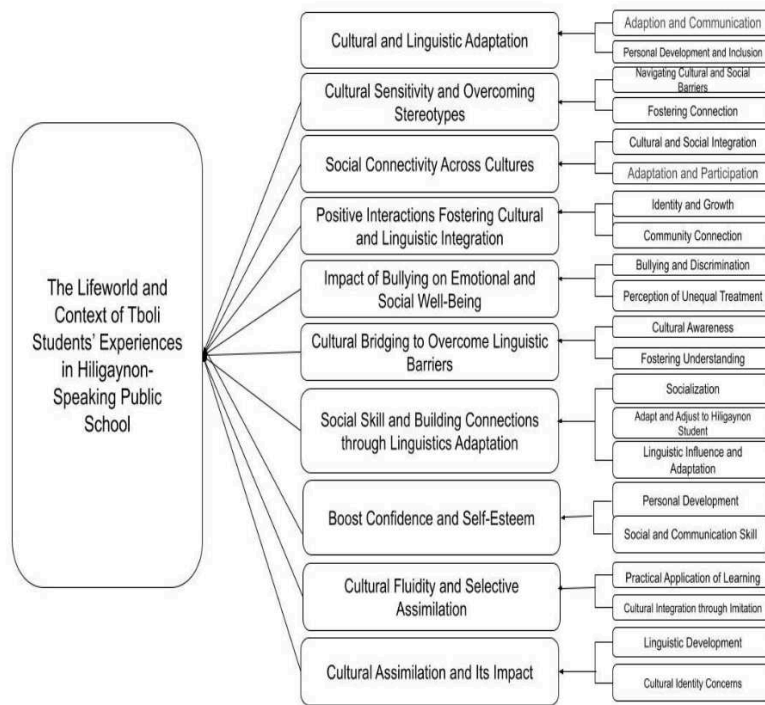 The Lifeworld and
Context of Tboli
Students' Experiences
in Hiligaynon-
Speaking Public
School
Cultural and Linguistic Adaptation
Adaption and Communication
Personal Development and Inclusion
Cultural Sensitivity and Overcoming
Stereotypes
Navigating Cultural and Social
Barriers
Fostering Connection
Social Connectivity Across Cultures
Cultural and Social Integration
Adaptation and Participation
Positive Interactions Fostering Cultural
and Linguistic Integration
Identity and Growth
Community Connection
Impact of Bullying on Emotional and
Social Well-Being
Bullying and Discrimination
Perception of Unequal Treatment
Cultural Bridging to Overcome Linguistic
Barriers
Cultural Awareness
Fostering Understanding
Social Skill and Building Connections
through Linguistics Adaptation
Socialization
Adapt and Adjust to Hiligaynon
Student
Linguistic Influence and
Adaptation
Boost Confidence and Self-Esteem
Personal Development
Social and Communication Skill
Cultural Fluidity and Selective
Assimilation
Practical Application of Learning
Cultural Integration through Imitation
Cultural Assimilation and Its Impact
Linguistic Development
Cultural Identity Concerns